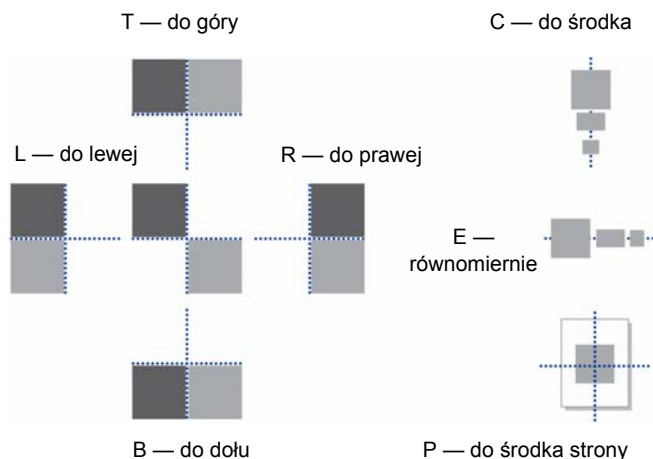 T — do góry
C — do środka
L — do lewej
R — do prawej
E —
równomiernie
B — do dołu
P — do środka strony